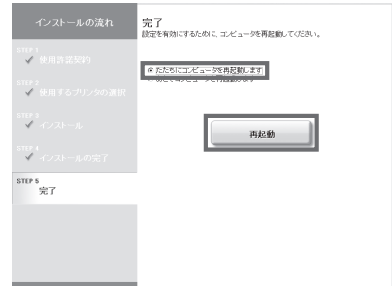 インストールの流れ
STEP 1
使用許諾契約
STEP 2
使用するプリンタの選択
STEP 3
インストール
STEP 4
インストールの完了
STEP 5
完了
完了
設定を有効にするために、コンピュータを再起動してください。
ただちにコンピュータを再起動します
再起動